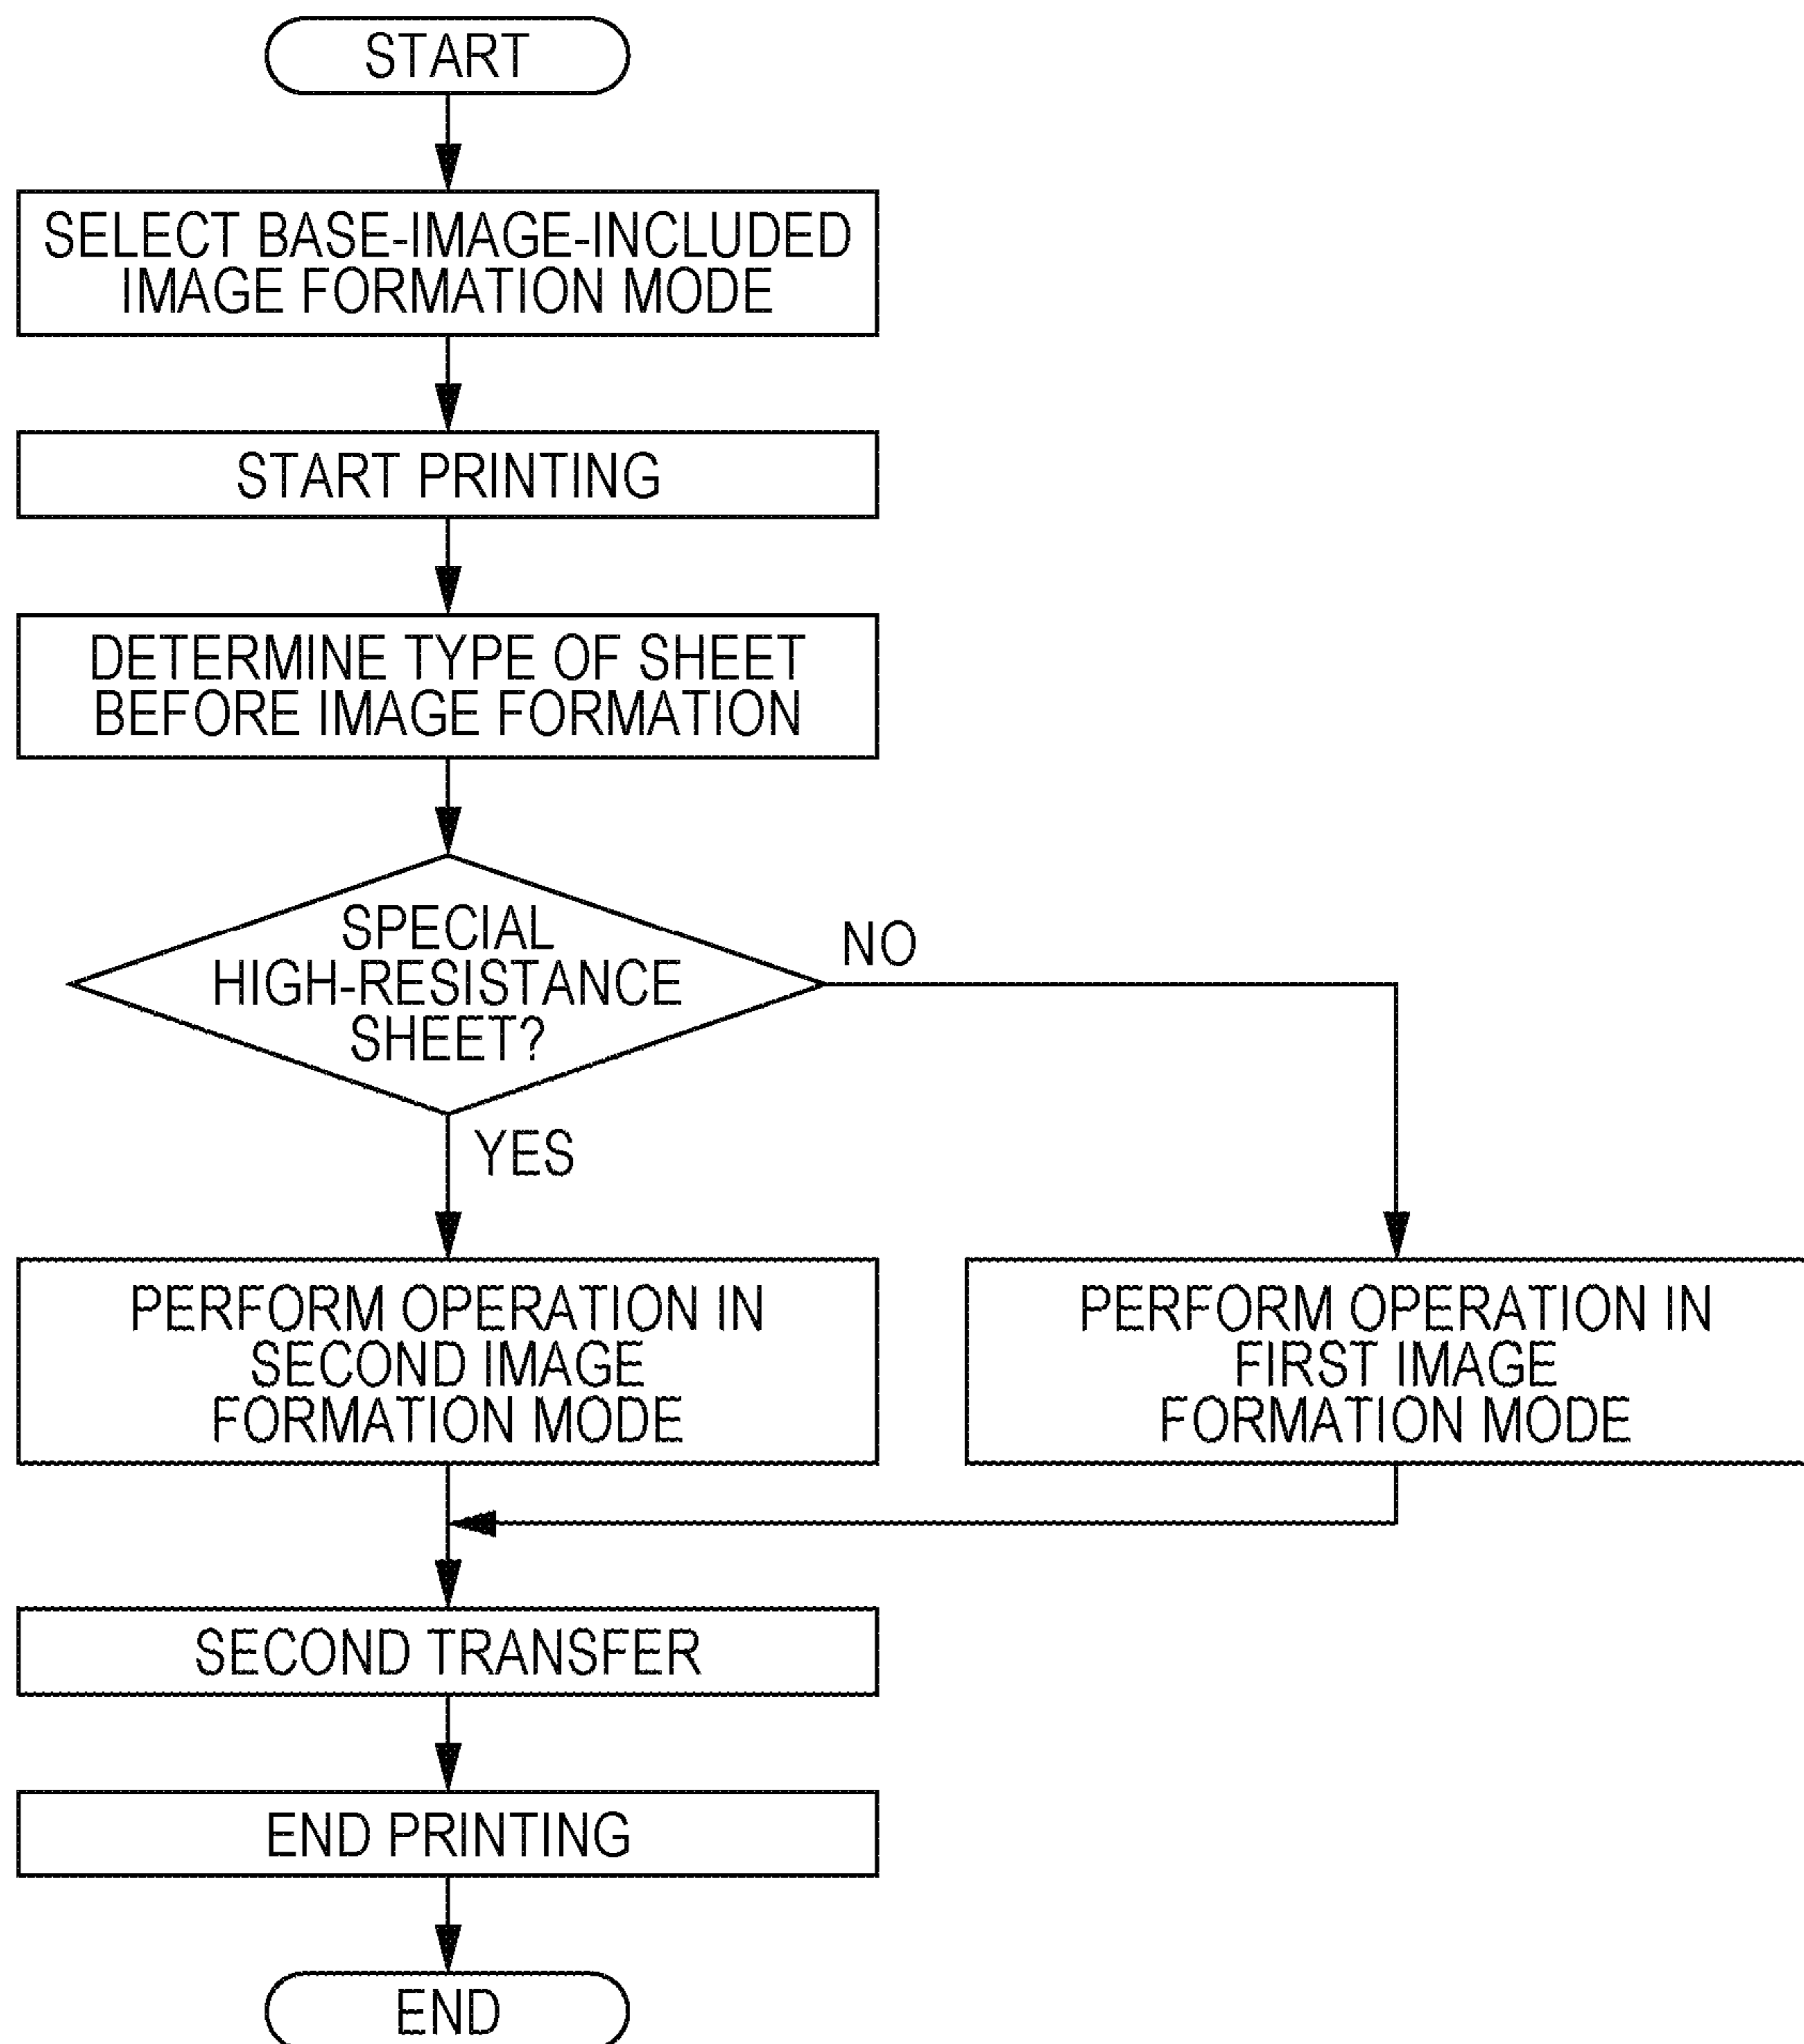 START
SELECT BASE-IMAGE-INCLUDED
IMAGE FORMATION MODE
START PRINTING
DETERMINE TYPE OF SHEET
BEFORE IMAGE FORMATION
SPECIAL
HIGH-RESISTANCE
SHEET?
NO
YES
PERFORM OPERATION IN
SECOND IMAGE
FORMATION MODE
PERFORM OPERATION IN
FIRST IMAGE
FORMATION MODE
SECOND TRANSFER
END PRINTING
END